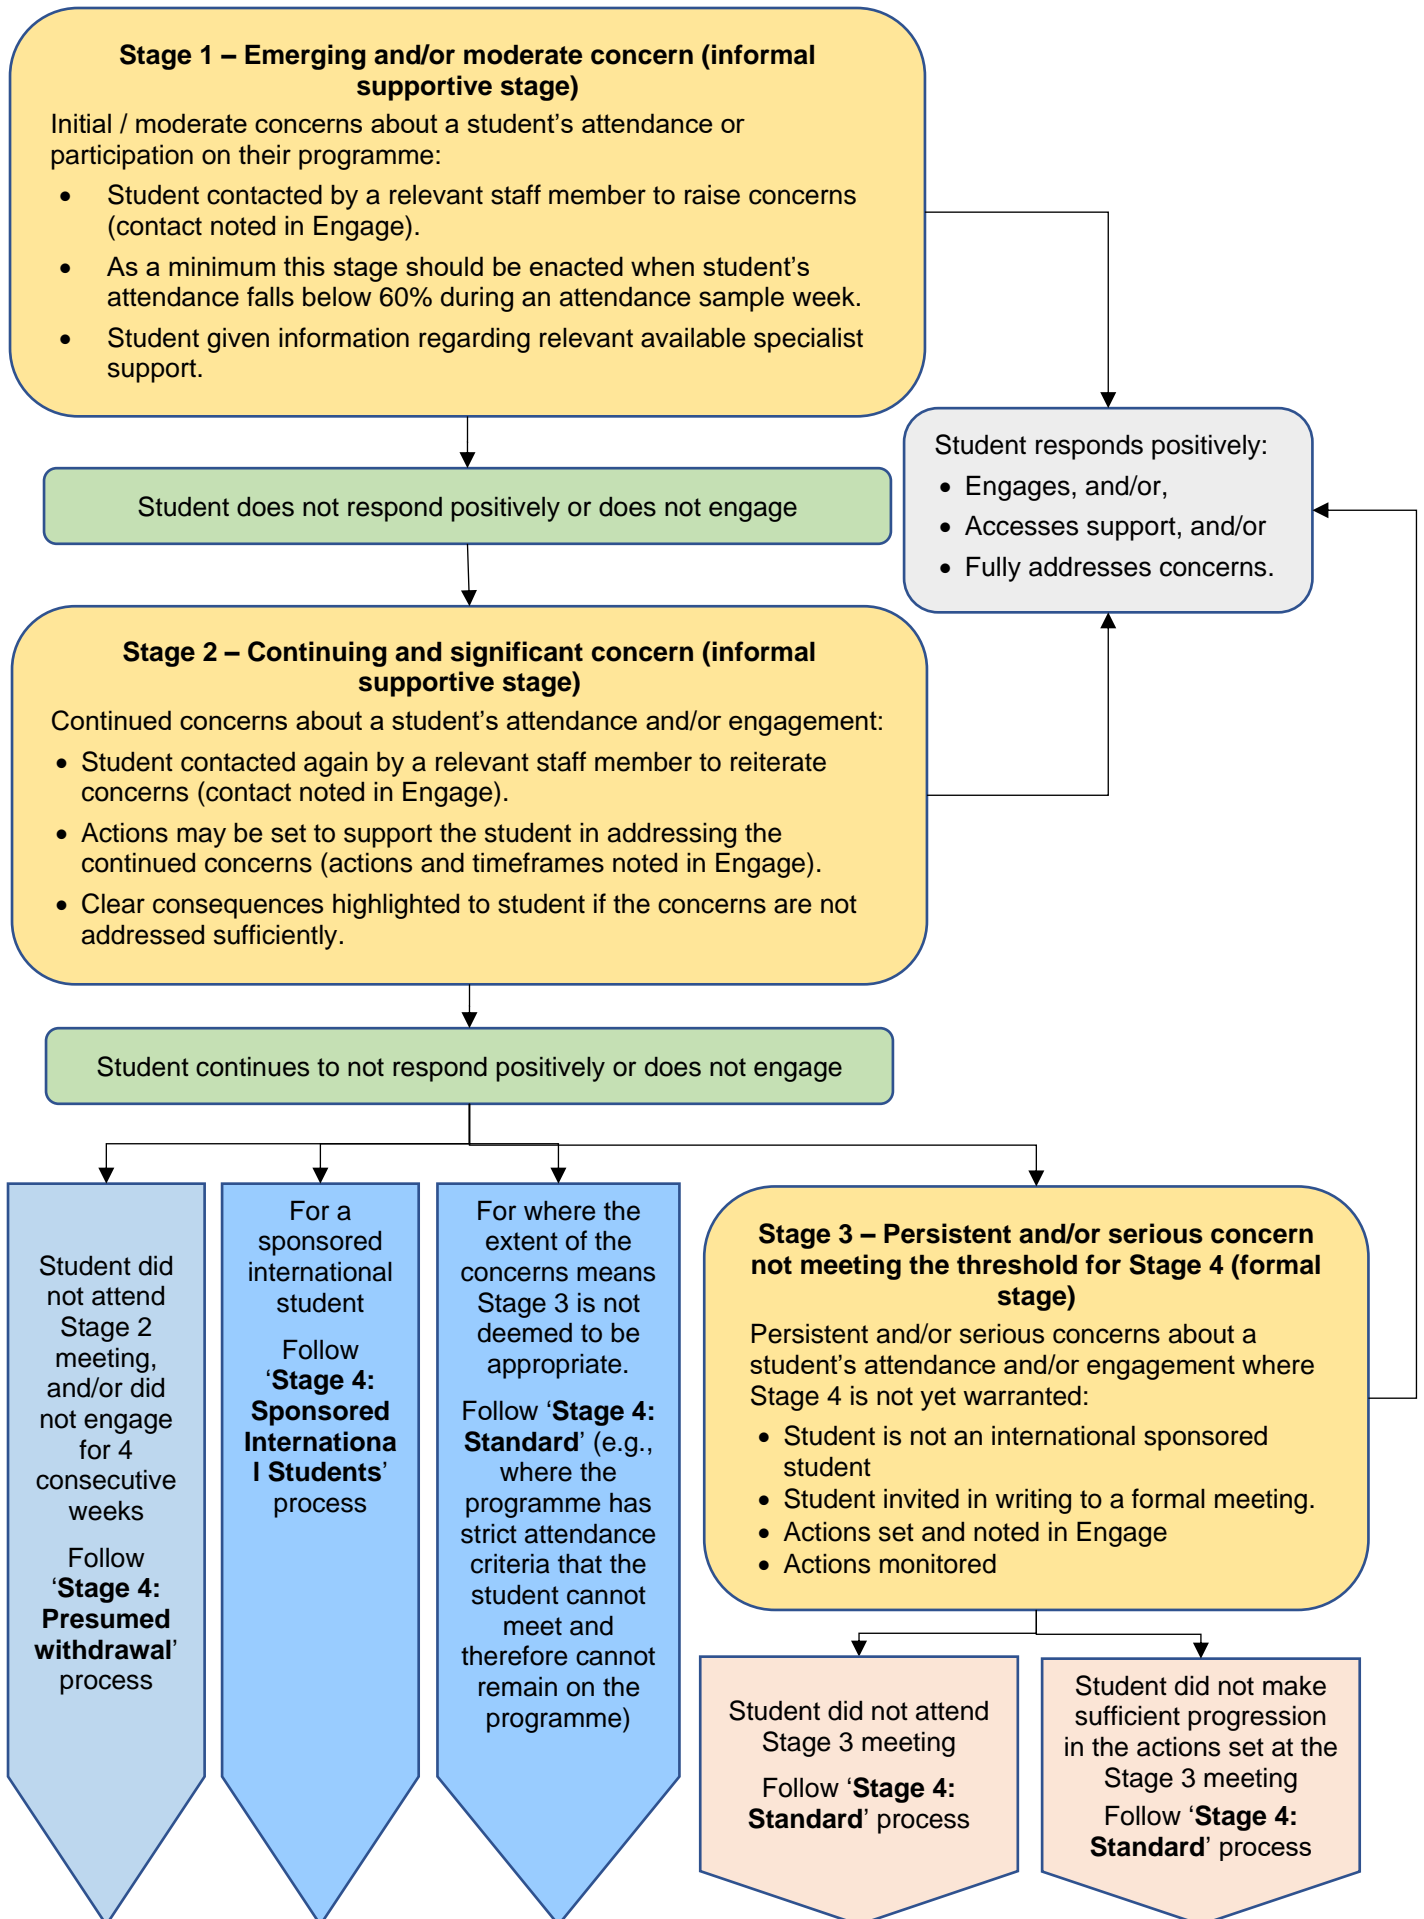 Stage 1 – Emerging and/or moderate concern (informal
supportive stage)
Initial / moderate concerns about a student’s attendance or
participation on their programme:
• Student contacted by a relevant staff member to raise concerns
(contact noted in Engage).
• As a minimum this stage should be enacted when student’s
attendance falls below 60% during an attendance sample week.
• Student given information regarding relevant available specialist
support.
Student responds positively:
• Engages, and/or,
• Accesses support, and/or
• Fully addresses concerns.
Student does not respond positively or does not engage
Stage 2 – Continuing and significant concern (informal
supportive stage)
Continued concerns about a student’s attendance and/or engagement:
• Student contacted again by a relevant staff member to reiterate
concerns (contact noted in Engage).
• Actions may be set to support the student in addressing the
continued concerns (actions and timeframes noted in Engage).
• Clear consequences highlighted to student if the concerns are not
addressed sufficiently.
Student continues to not respond positively or does not engage
Student did
not attend
Stage 2
meeting,
and/or did
not engage
for 4
consecutive
weeks
Follow
‘Stage 4:
Presumed
withdrawal’
process
For a
sponsored
international
student
Follow
‘Stage 4:
Sponsored
Internationa
l Students’
process
For where the
extent of the
concerns means
Stage 3 is not
deemed to be
appropriate.
Follow ‘Stage 4:
Standard’ (e.g.,
where the
programme has
strict attendance
criteria that the
student cannot
meet and
therefore cannot
remain on the
programme)
Stage 3 – Persistent and/or serious concern
not meeting the threshold for Stage 4 (formal
stage)
Persistent and/or serious concerns about a
student’s attendance and/or engagement where
Stage 4 is not yet warranted:
• Student is not an international sponsored
student
• Student invited in writing to a formal meeting.
• Actions set and noted in Engage
• Actions monitored
Student did not attend
Stage 3 meeting
Follow ‘Stage 4:
Standard’ process
Student did not make
sufficient progression
in the actions set at the
Stage 3 meeting
Follow ‘Stage 4:
Standard’ process